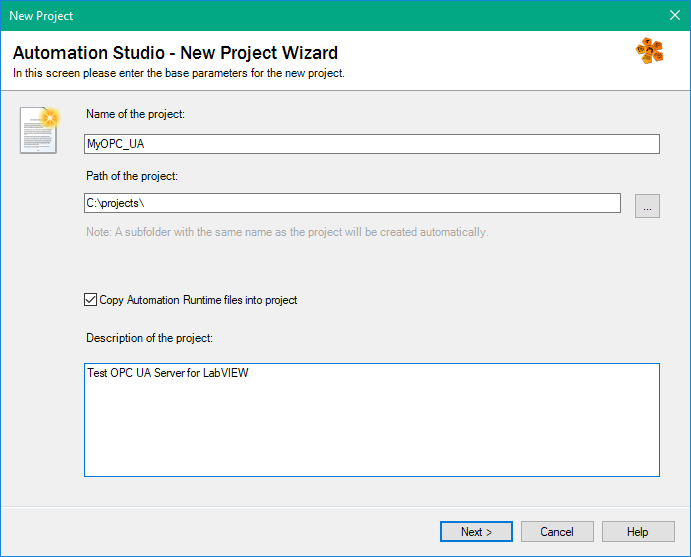 New Project
Automation Studio - New Project Wizard
In this screen please enter the base parameters for the new project.
Name of the project:
MyOPC_UA
Path of the project:
C:\projects\
...
Note: A subfolder with the same name as the project will be created automatically.
Copy Automation Runtime files into project
Description of the project:
Test OPC UA Server for LabVIEW
Next >
Cancel
Help